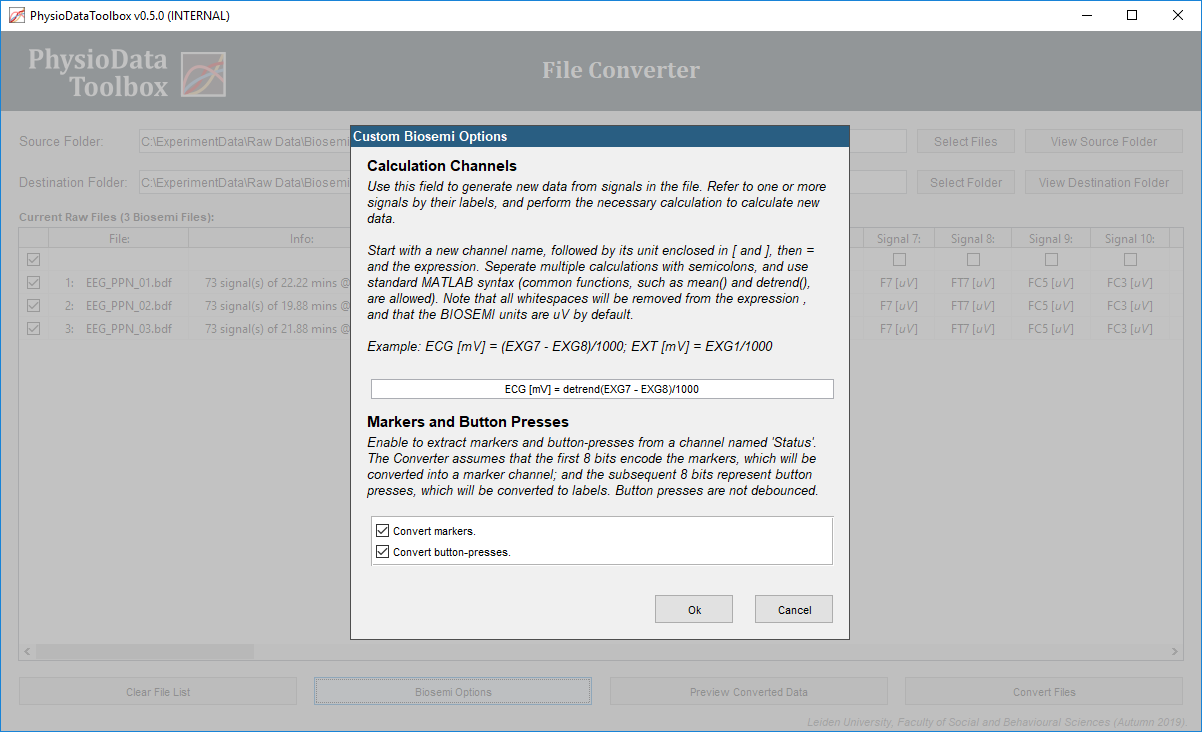 PhysioDataToolbox v0.5.0 (INTERNAL)
PhysioData
Toolbox
File Converter
Source Folder:
C:\ExperimentData\Raw Data\Biosemi
Select Files
View Source Folder
Destination Folder:
C:\ExperimentData\Raw Data\Biosemi
Select Folder
View Destination Folder
Current Raw Files (3 Biosemi Files):
File: Info: Signal 7: Signal 8: Signal 9: Signal 10:
1: EEG_PPN_01.bdf 73 signal(s) of 22.22 mins @ F7 [uV] FT7 [uV] FC5 [uV] FC3 [uV]
2: EEG_PPN_02.bdf 73 signal(s) of 19.88 mins @ F7 [uV] FT7 [uV] FC5 [uV] FC3 [uV]
3: EEG_PPN_03.bdf 73 signal(s) of 21.88 mins @ F7 [uV] FT7 [uV] FC5 [uV] FC3 [uV]
Custom Biosemi Options
Calculation Channels
Use this field to generate new data from signals in the file. Refer to one or more
signals by their labels, and perform the necessary calculation to calculate new
data.
Start with a new channel name, followed by its unit enclosed in [ and ], then =
and the expression. Seperate multiple calculations with semicolons, and use
standard MATLAB syntax (common functions, such as mean() and detrend(),
are allowed). Note that all whitespaces will be removed from the expression ,
and that the BIOSEMI units are uV by default.
Example: ECG [mV] = (EXG7 - EXG8)/1000; EXT [mV] = EXG1/1000
ECG [mV] = detrend(EXG7 - EXG8)/1000
Markers and Button Presses
Enable to extract markers and button-presses from a channel named 'Status'.
The Converter assumes that the first 8 bits encode the markers, which will be
converted into a marker channel; and the subsequent 8 bits represent button
presses, which will be converted to labels. Button presses are not debounced.
Convert markers.
Convert button-presses.
Ok
Cancel
Clear File List
Biosemi Options
Preview Converted Data
Convert Files
Leiden University, Faculty of Social and Behavioural Sciences (Autumn 2019).